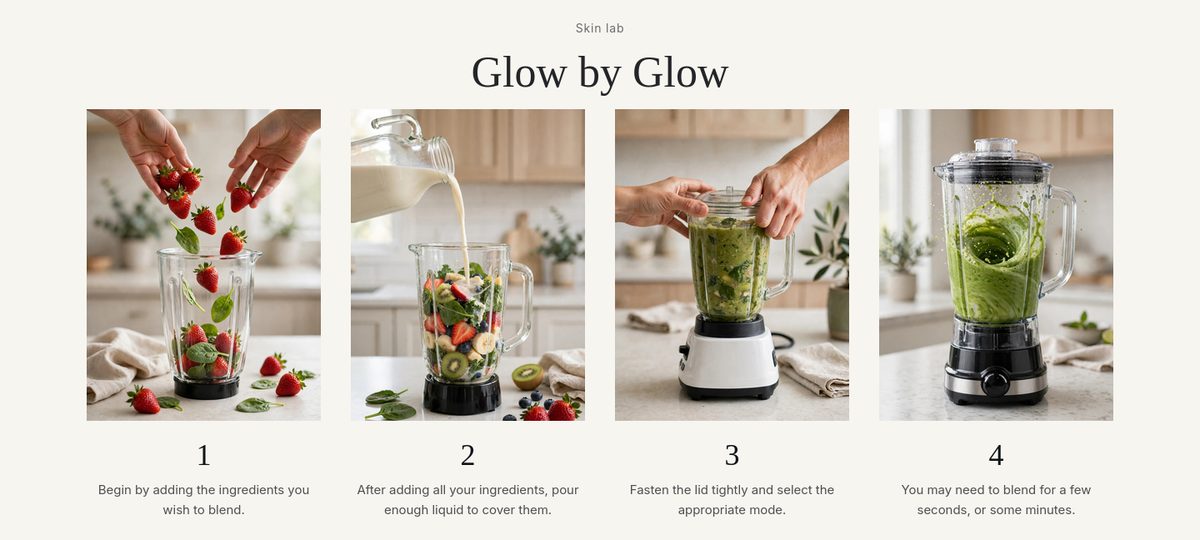 Skin lab
Glow by Glow
1
Begin by adding the ingredients you
wish to blend.
2
After adding all your ingredients, pour
enough liquid to cover them.
3
Fasten the lid tightly and select the
appropriate mode.
4
You may need to blend for a few
seconds, or some minutes.